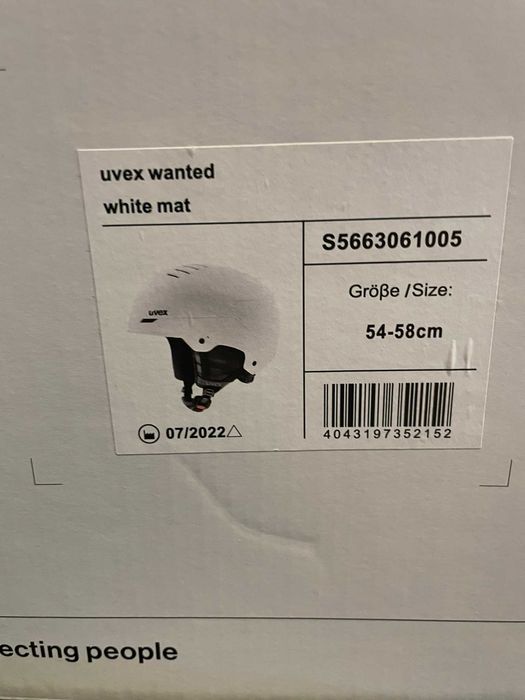 uvex wanted
white mat
S5663061005
Größe /Size:
54-58cm
uvex
07/2022
4043197352152
ecting people